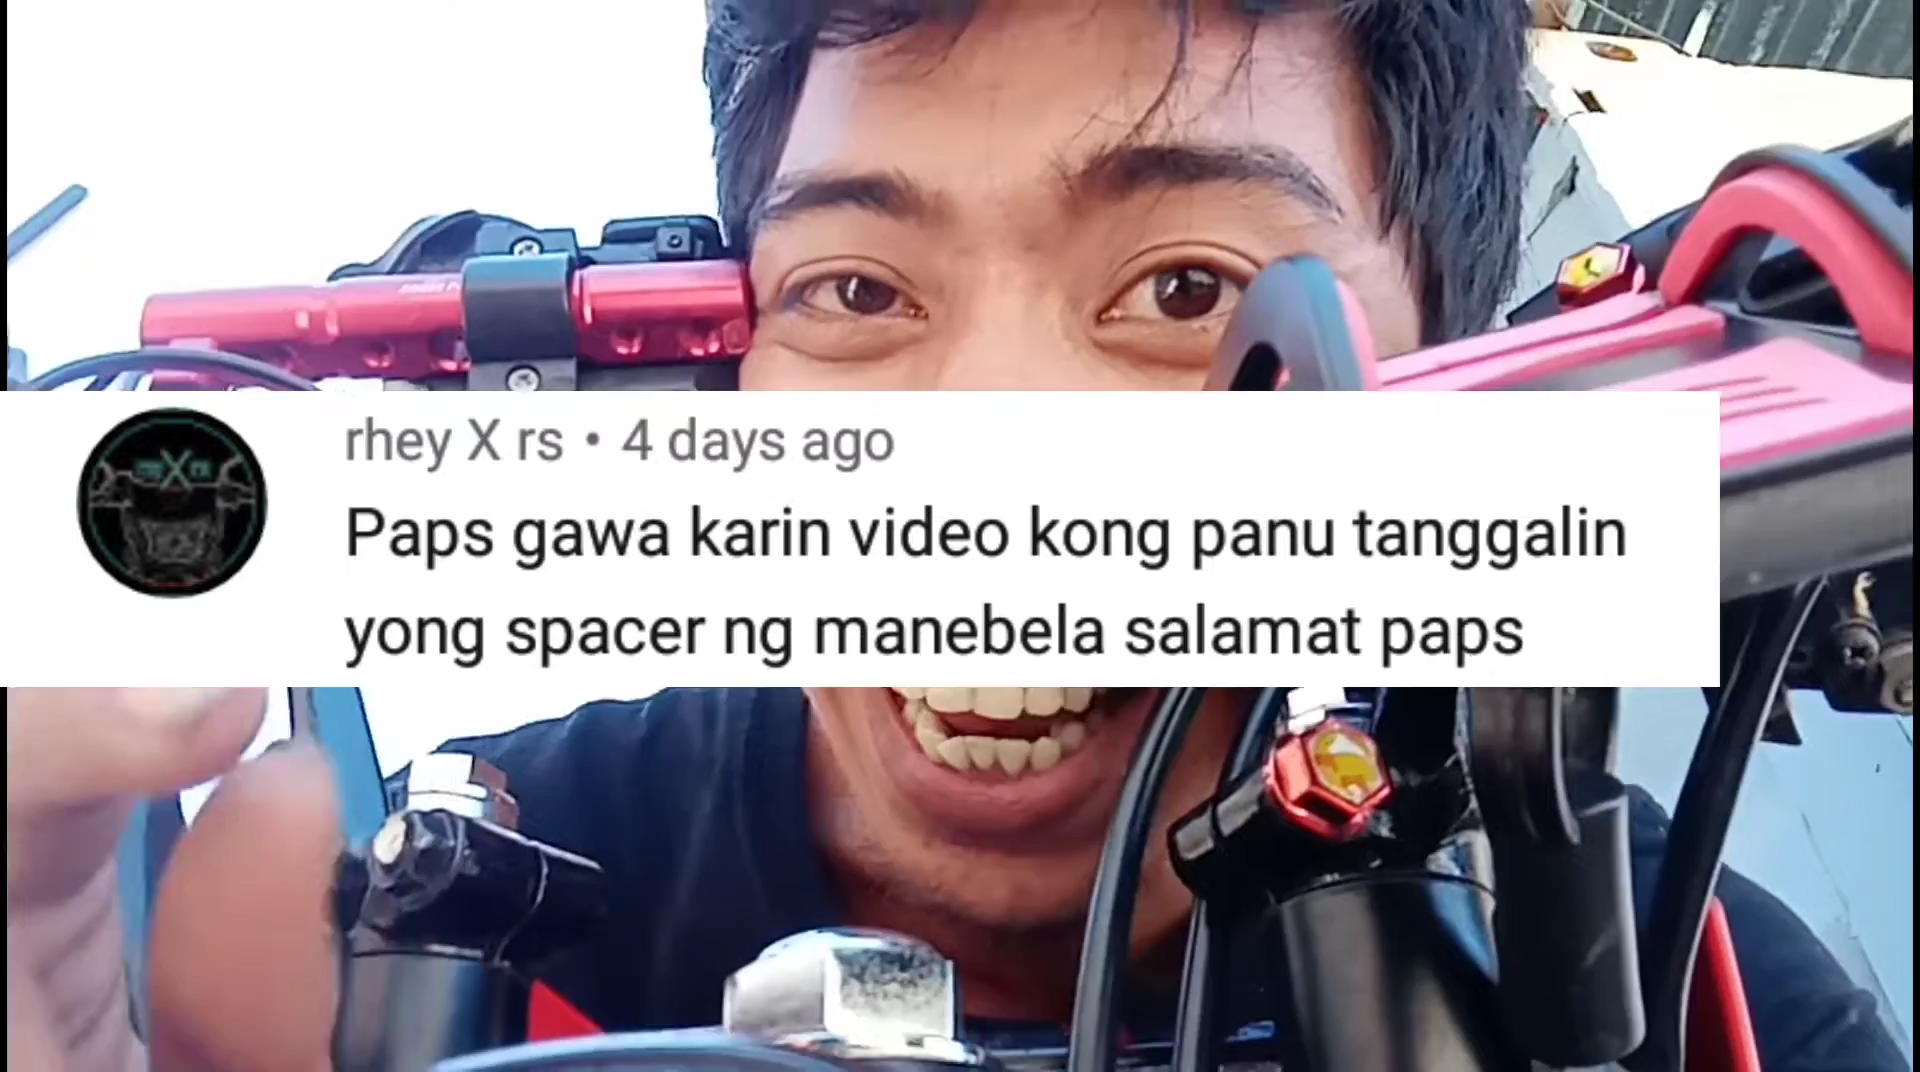 rhey X rs • 4 days ago
Paps gawa karin video kong panu tanggalin
yong spacer ng manebela salamat paps